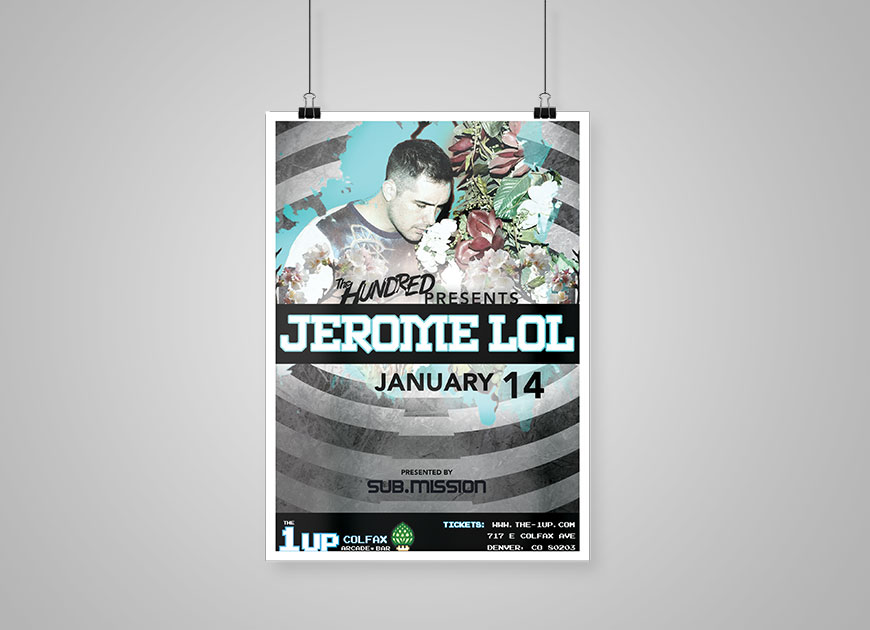 The HUNDRED PRESENTS
JEROME LOL
JANUARY 14
PRESENTED BY
SUB.MISSION
THE
1UP COLFAX
ARCADE•BAR
TICKETS: WWW.THE-1UP.COM
717 E COLFAX AVE
DENVER, CO 80203